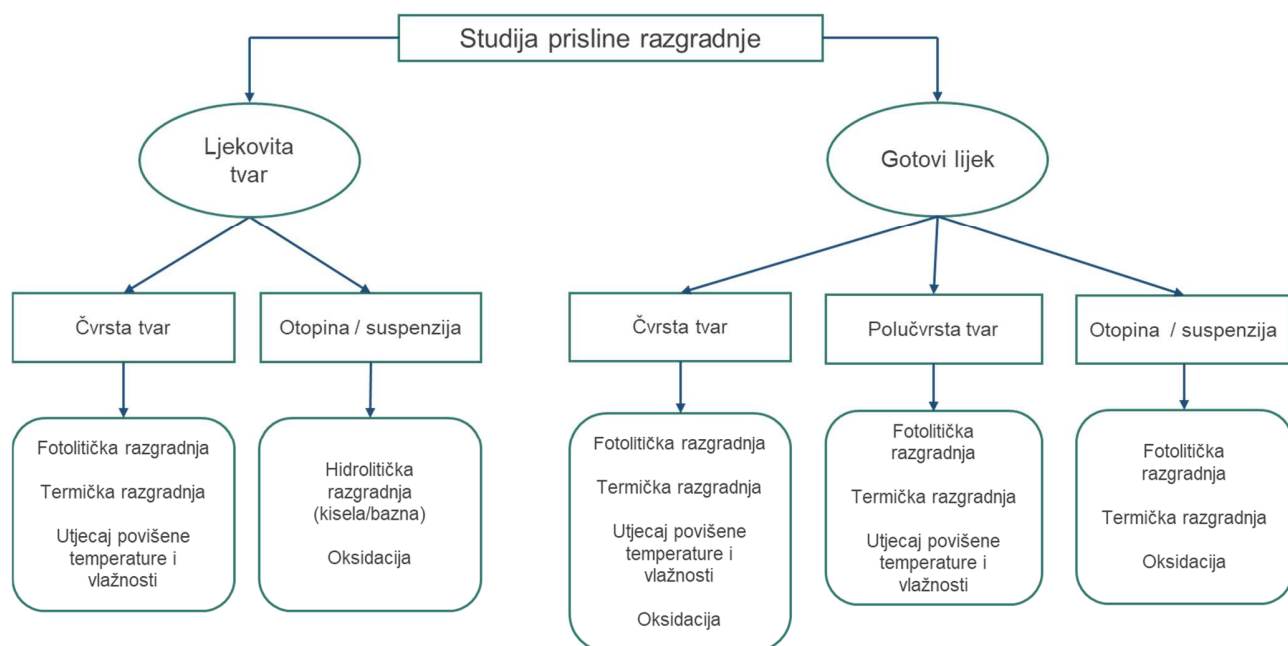 Studija prisline razgradnje
Ljekovita
tvar
Gotovi lijek
Čvrsta tvar
Otopina / suspenzija
Čvrsta tvar
Polučvrsta tvar
Otopina / suspenzija
Fotolitička razgradnja
Termička razgradnja
Utjecaj povišene
temperature i
vlažnosti
Hidrolitička
razgradnja
(kisela/bazna)
Oksidacija
Fotolitička razgradnja
Termička razgradnja
Utjecaj povišene
temperature i
vlažnosti
Oksidacija
Fotolitička
razgradnja
Termička razgradnja
Utjecaj povišene
temperature i
vlažnosti
Fotolitička
razgradnja
Termička razgradnja
Oksidacija